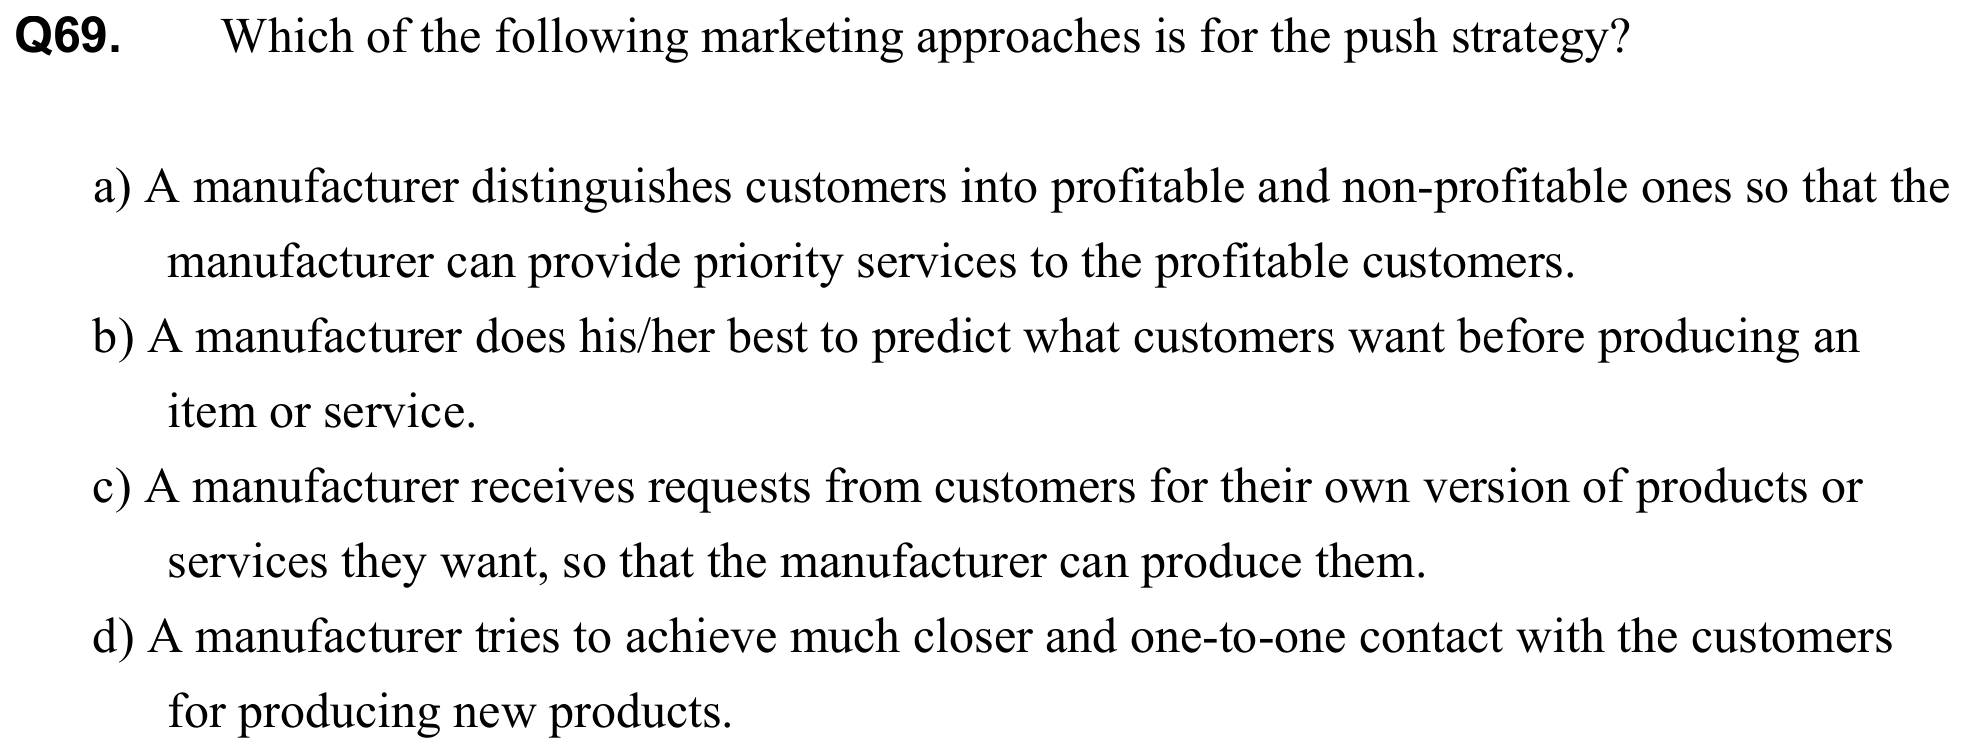 Q69. Which of the following marketing approaches is for the push strategy?
a) A manufacturer distinguishes customers into profitable and non-profitable ones so that the
manufacturer can provide priority services to the profitable customers.
b) A manufacturer does his/her best to predict what customers want before producing an
item or service.
c) A manufacturer receives requests from customers for their own version of products or
services they want, so that the manufacturer can produce them.
d) A manufacturer tries to achieve much closer and one-to-one contact with the customers
for producing new products.